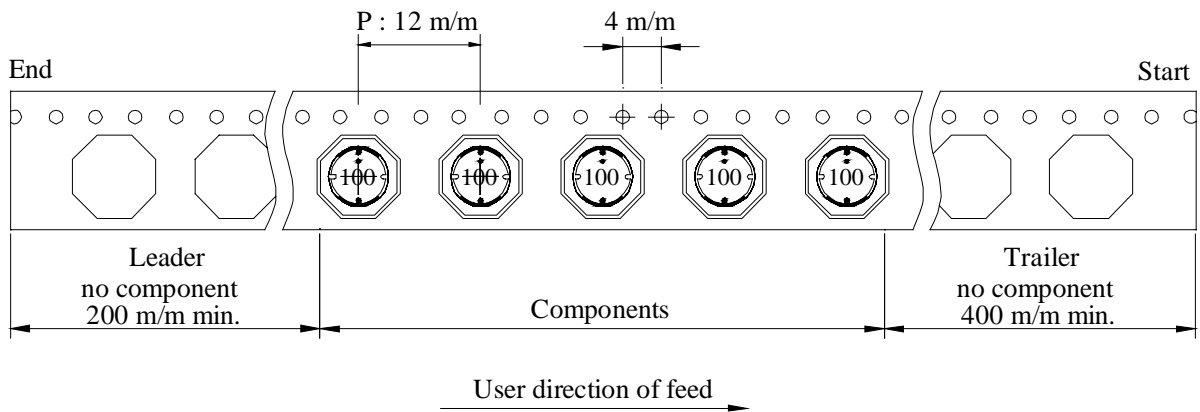 P : 12 m/m
4 m/m
End
Start
100
100
100
100
100
Leader
no component
200 m/m min.
Components
Trailer
no component
400 m/m min.
User direction of feed